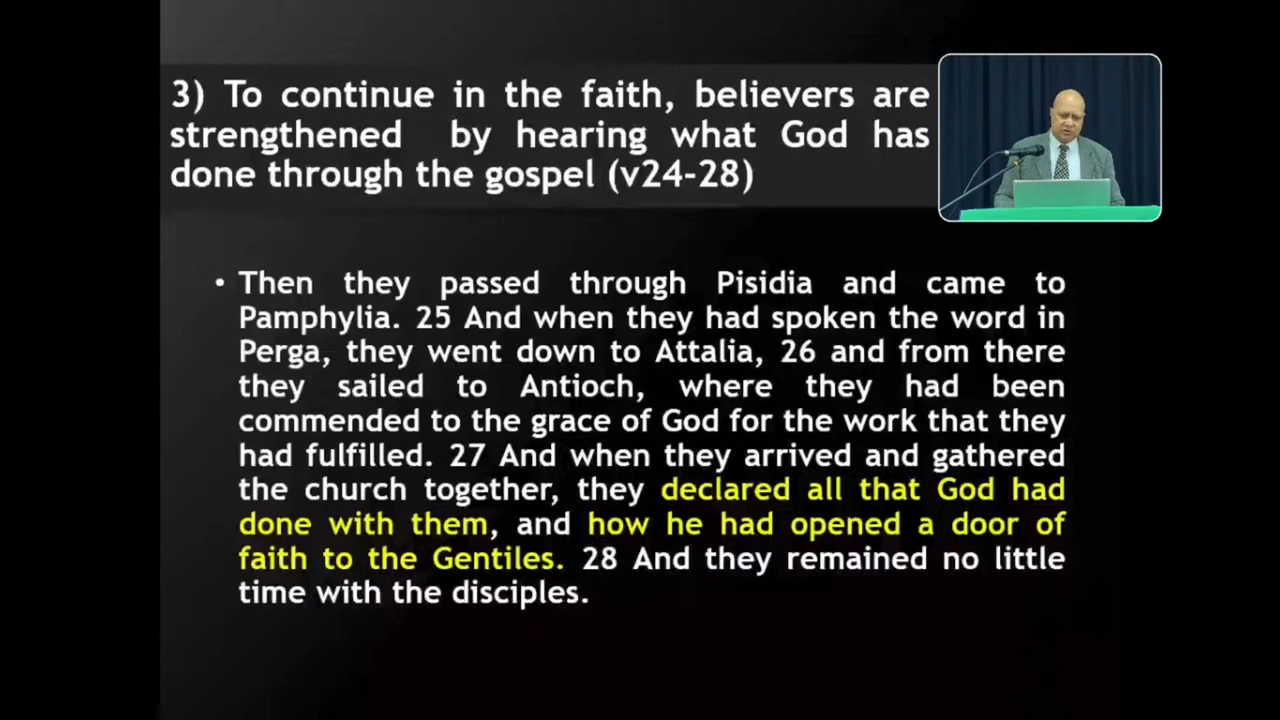 3) To continue in the faith, believers are
strengthened by hearing what God has
done through the gospel (v24-28)
• Then they passed through Pisidia and came to
Pamphylia. 25 And when they had spoken the word in
Perga, they went down to Attalia, 26 and from there
they sailed to Antioch, where they had been
commended to the grace of God for the work that they
had fulfilled. 27 And when they arrived and gathered
the church together, they declared all that God had
done with them, and how he had opened a door of
faith to the Gentiles. 28 And they remained no little
time with the disciples.